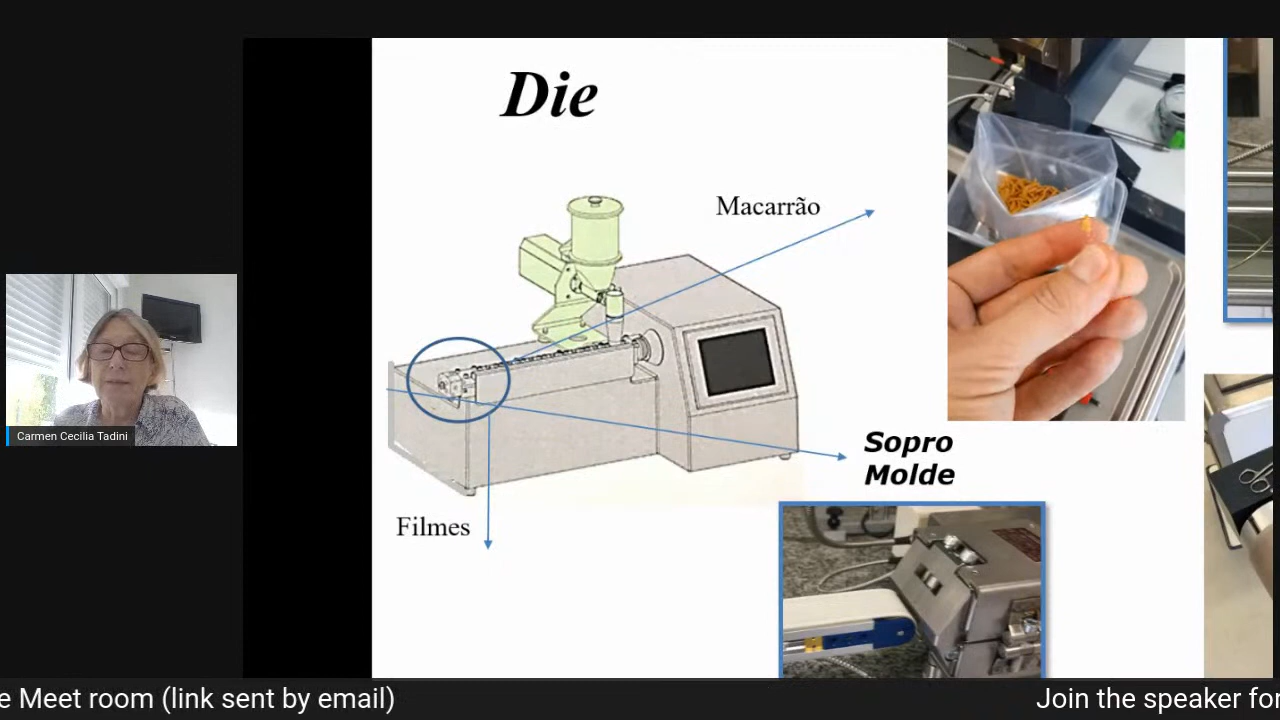 Die
Macarrão
Sopro
Molde
Filmes
Carmen Cecilia Tadini
e Meet room (link sent by email)
Join the speaker for